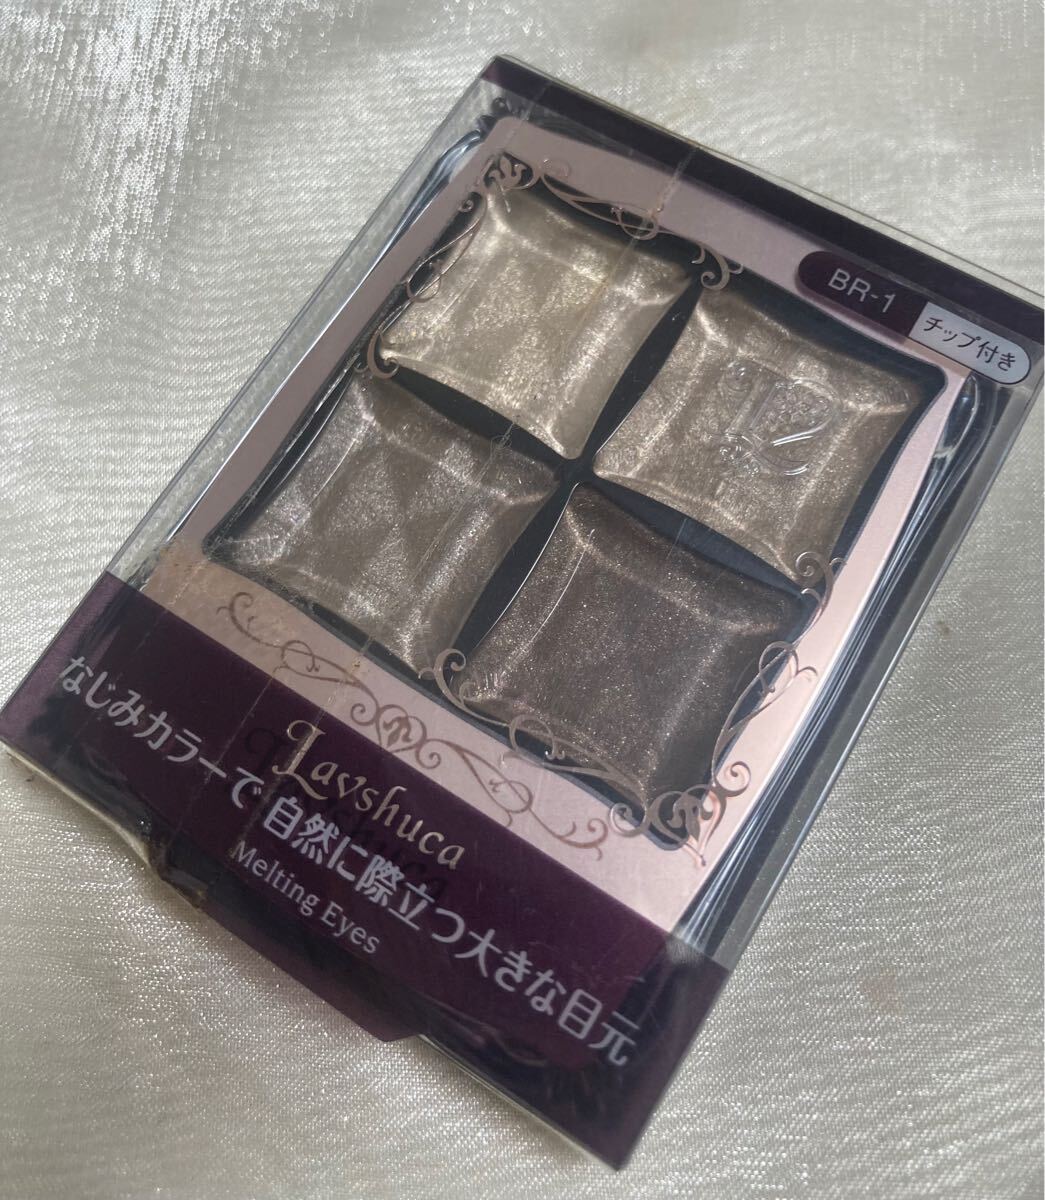 BR-1
チップ付き
Lavshuca
なじみカラーで自然に際立つ大きな目元
Melting Eyes